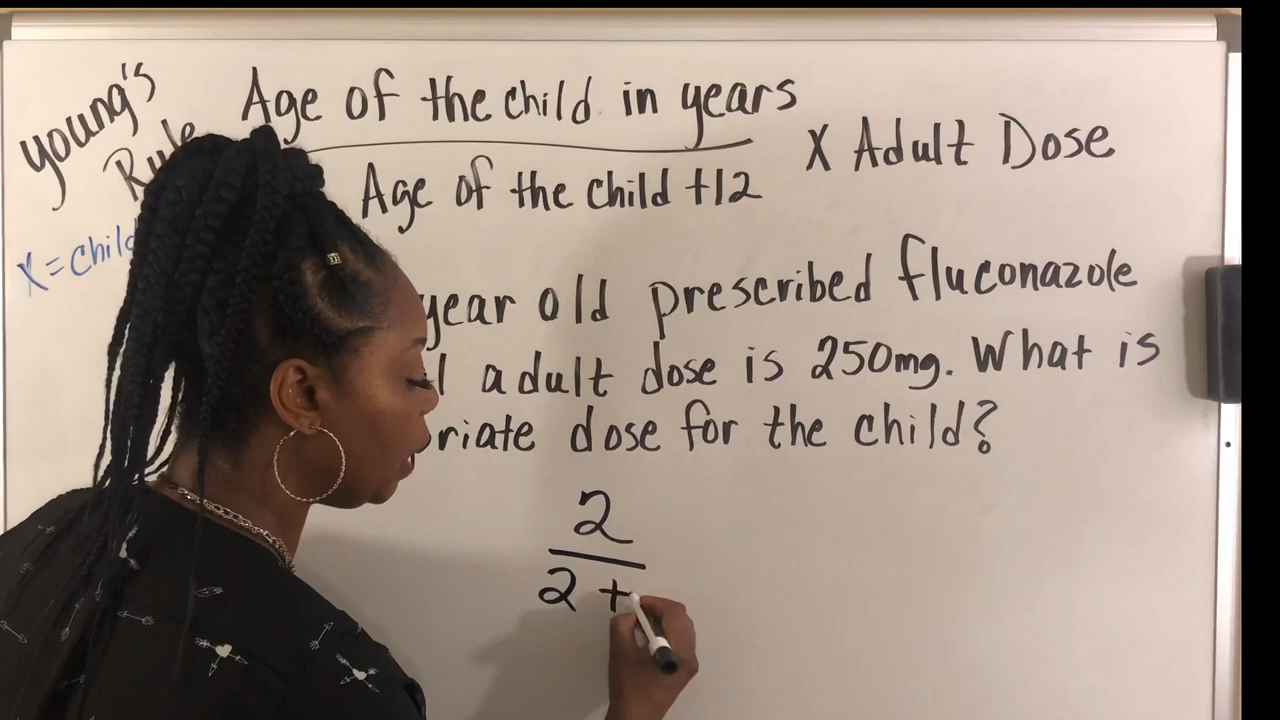 young's
Rule
Age of the child in years
Age of the child +12
X Adult Dose
X = Child
year old prescribed fluconazole
adult dose is 250mg. What is
riate dose for the child?
2
2 +